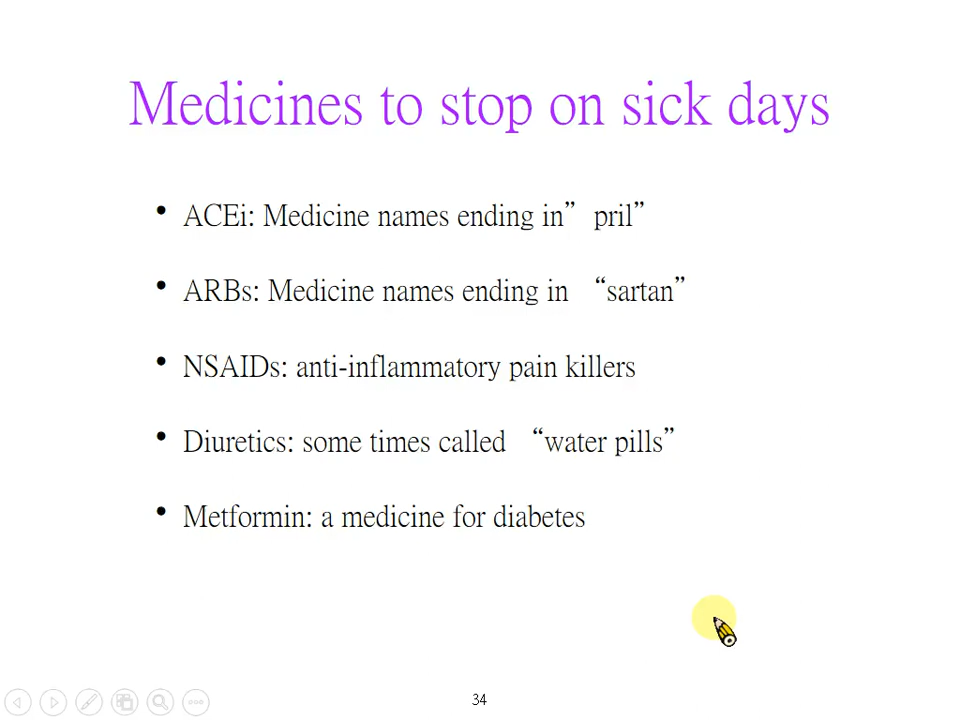 Medicines to stop on sick days
• ACEi: Medicine names ending in” pril”
• ARBs: Medicine names ending in “sartan”
• NSAIDs: anti-inflammatory pain killers
• Diuretics: some times called “water pills”
• Metformin: a medicine for diabetes
34